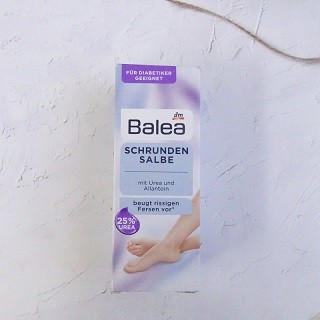 FÜR DIABETIKER
GEEIGNET
dm
Balea
SCHRUNDEN
SALBE
mit Urea und
Allantoin
beugt rissigen
Fersen vor*
25%
UREA